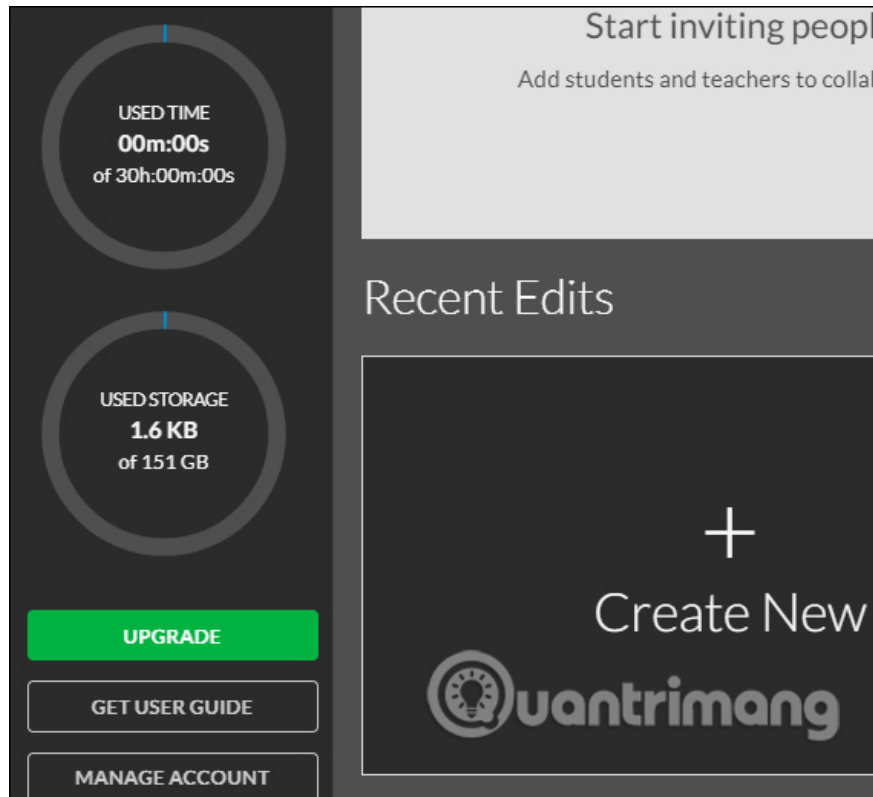 USED TIME
00m:00s
of 30h:00m:00s
USED STORAGE
1.6 KB
of 151 GB
UPGRADE
GET USER GUIDE
MANAGE ACCOUNT
Start inviting peopl
Add students and teachers to colla
Recent Edits
+
Create New
Quantrimang